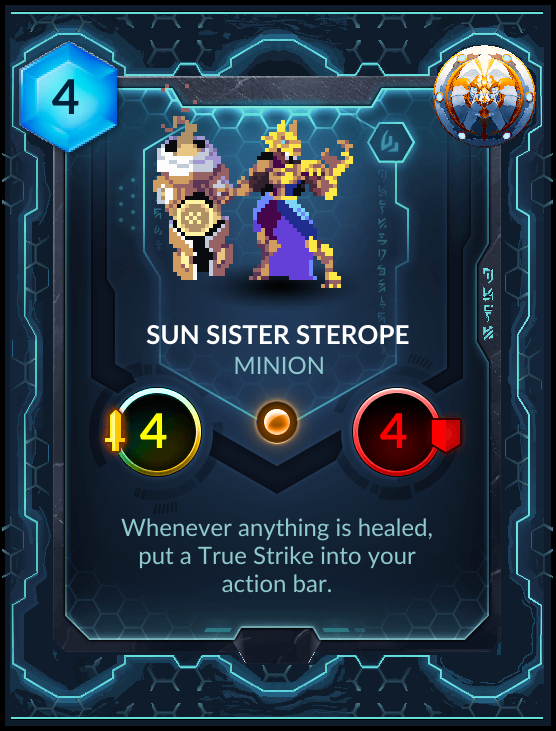 4
SUN SISTER STEROPE
MINION
4
4
Whenever anything is healed,
put a True Strike into your
action bar.